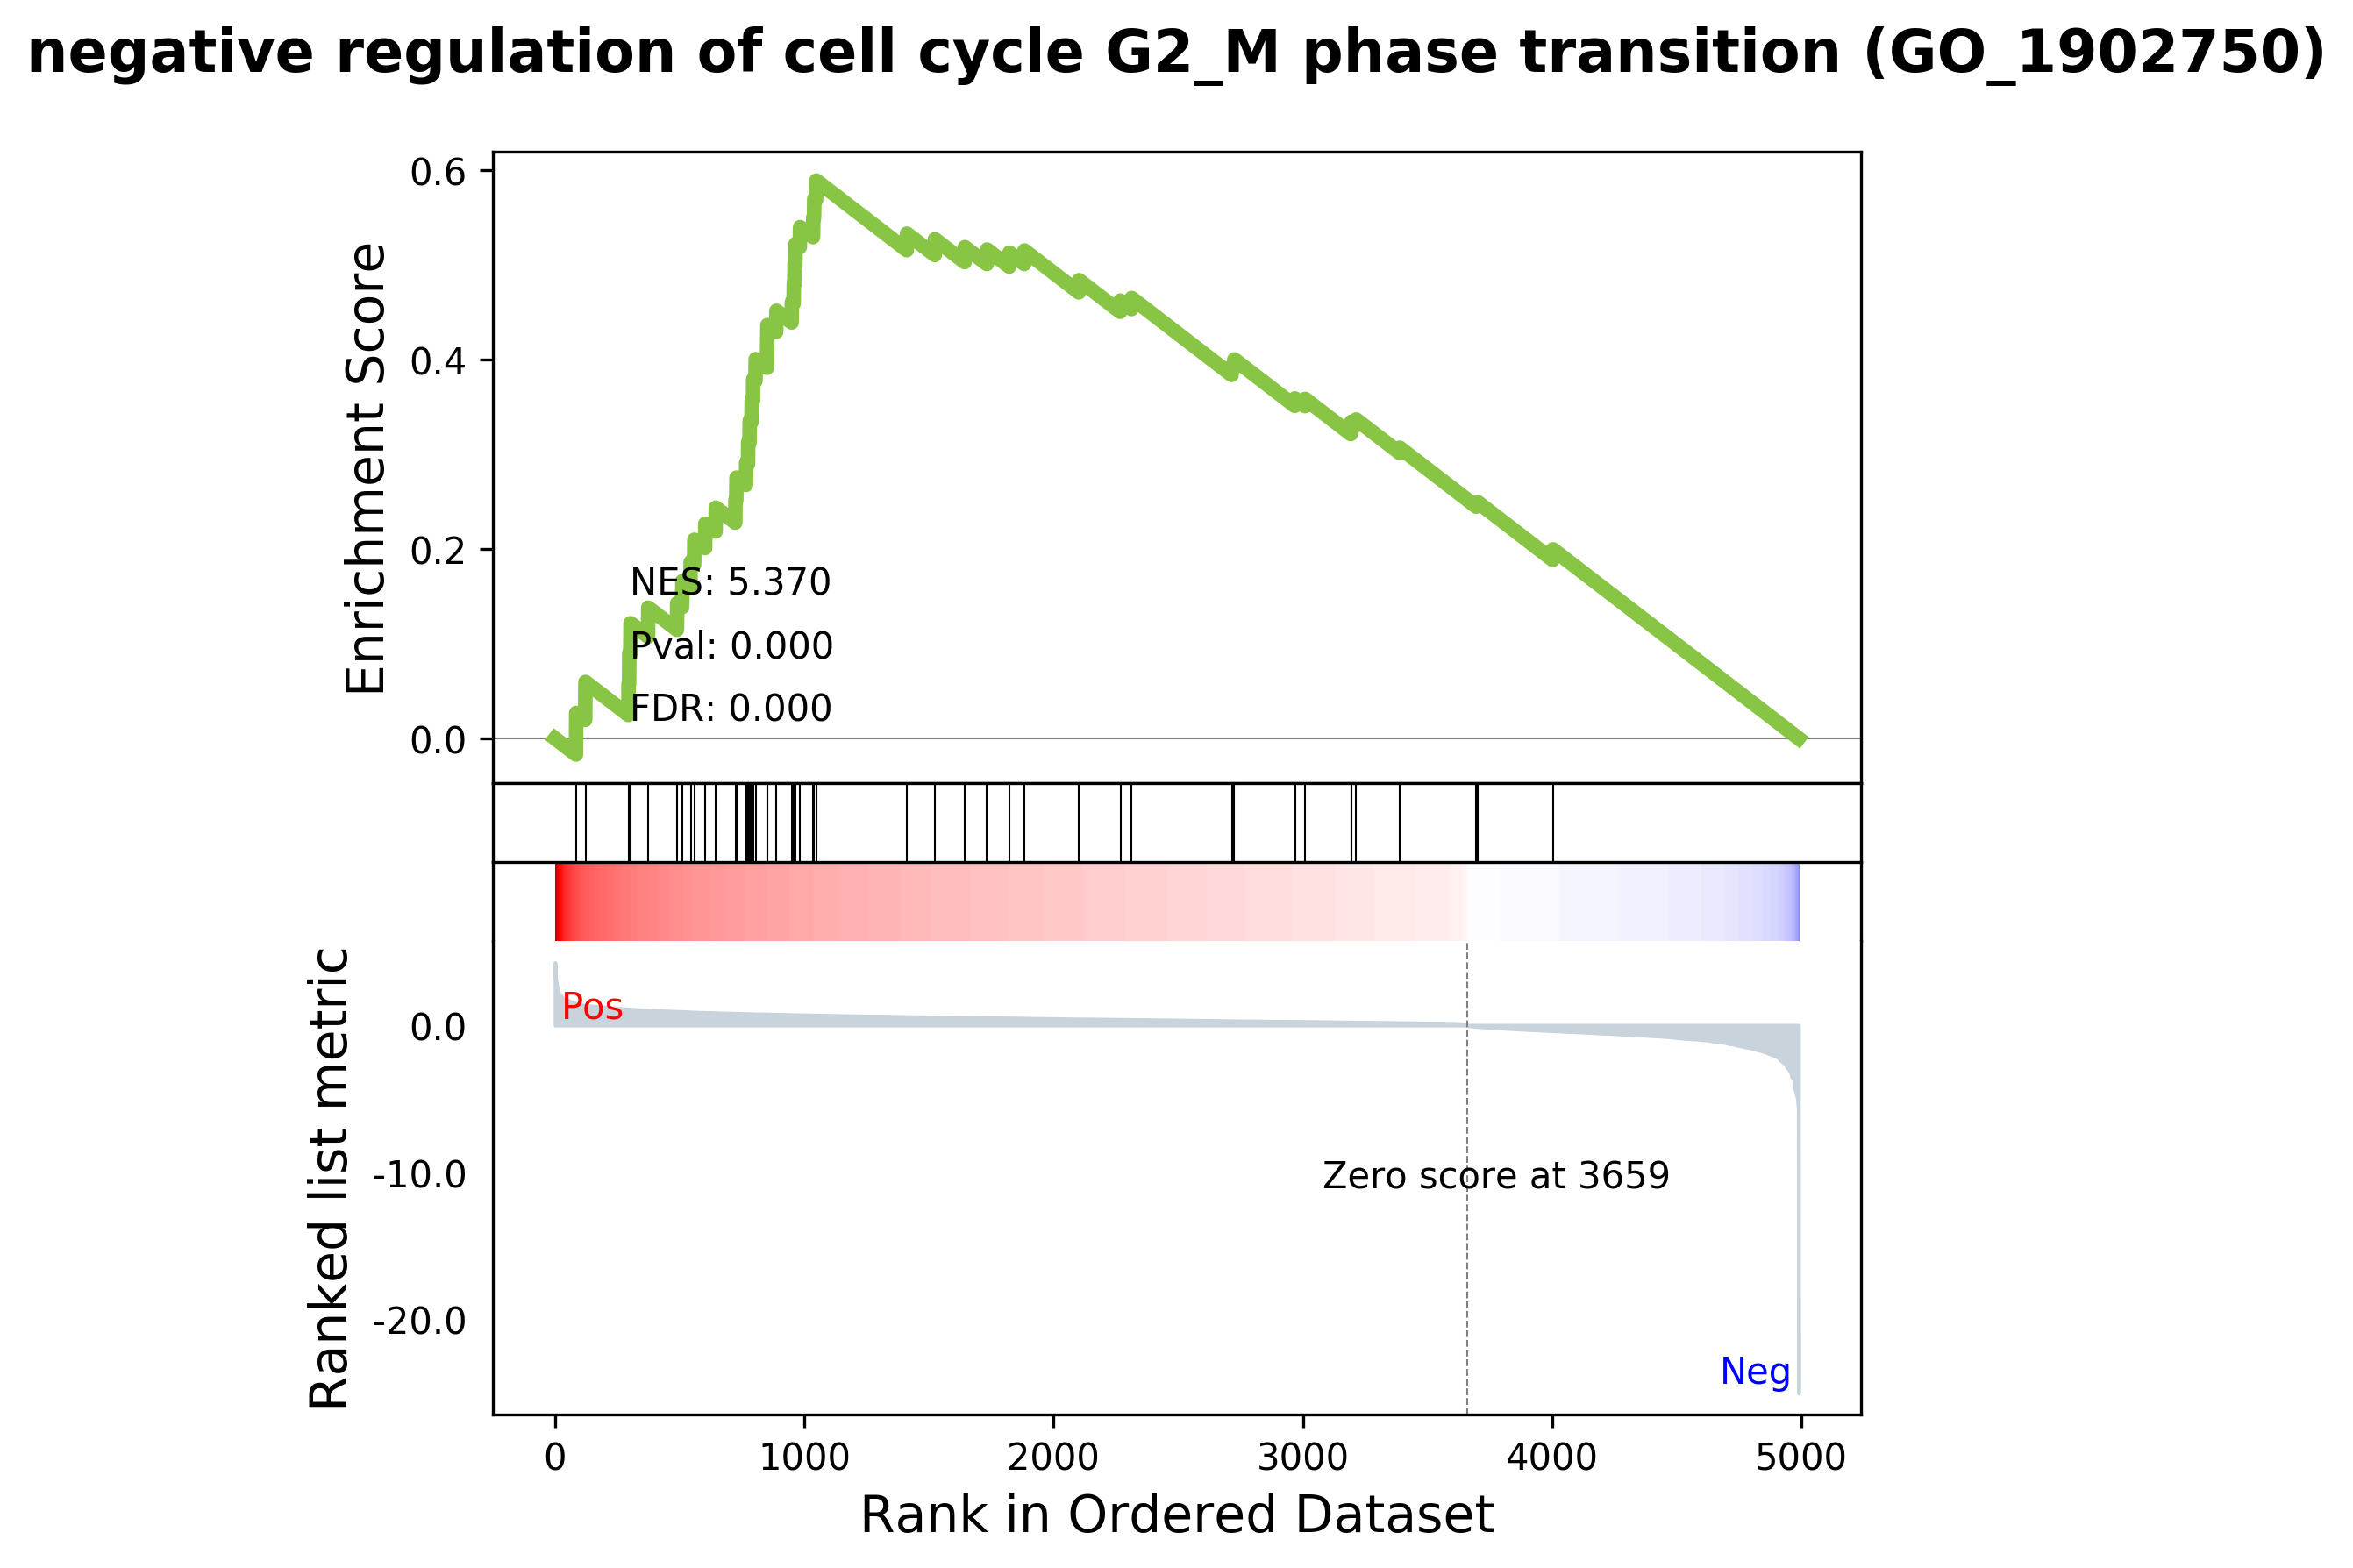 negative regulation of cell cycle G2_M phase transition (GO_1902750)
Enrichment Score
0.6
0.4
0.2
0.0
NES: 5.370
Pval: 0.000
FDR: 0.000
Ranked list metric
0.0
-10.0
-20.0
Pos
Zero score at 3659
Neg
0 1000 2000 3000 4000 5000
Rank in Ordered Dataset